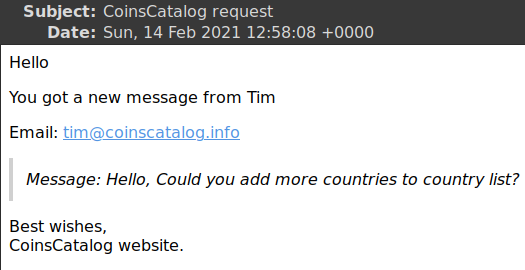 Subject: CoinsCatalog request
Date: Sun, 14 Feb 2021 12:58:08 +0000
Hello
You got a new message from Tim
Email: tim@coinscatalog.info
Message: Hello, Could you add more countries to country list?
Best wishes,
CoinsCatalog website.